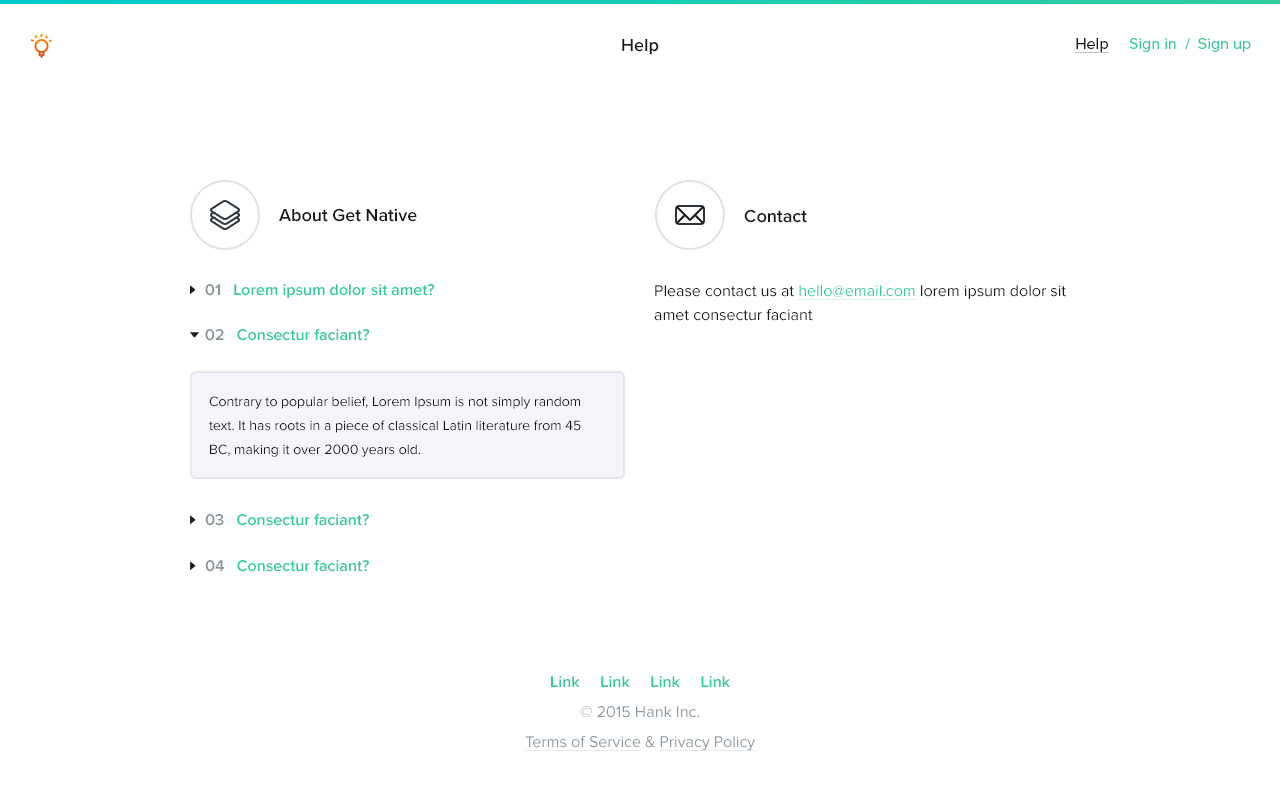 Help
Help Sign in / Sign up
About Get Native
01 Lorem ipsum dolor sit amet?
02 Consectur faciant?
Contrary to popular belief, Lorem Ipsum is not simply random
text. It has roots in a piece of classical Latin literature from 45
BC, making it over 2000 years old.
03 Consectur faciant?
04 Consectur faciant?
Contact
Please contact us at hello@email.com lorem ipsum dolor sit
amet consectur faciant
Link Link Link Link
© 2015 Hank Inc.
Terms of Service & Privacy Policy